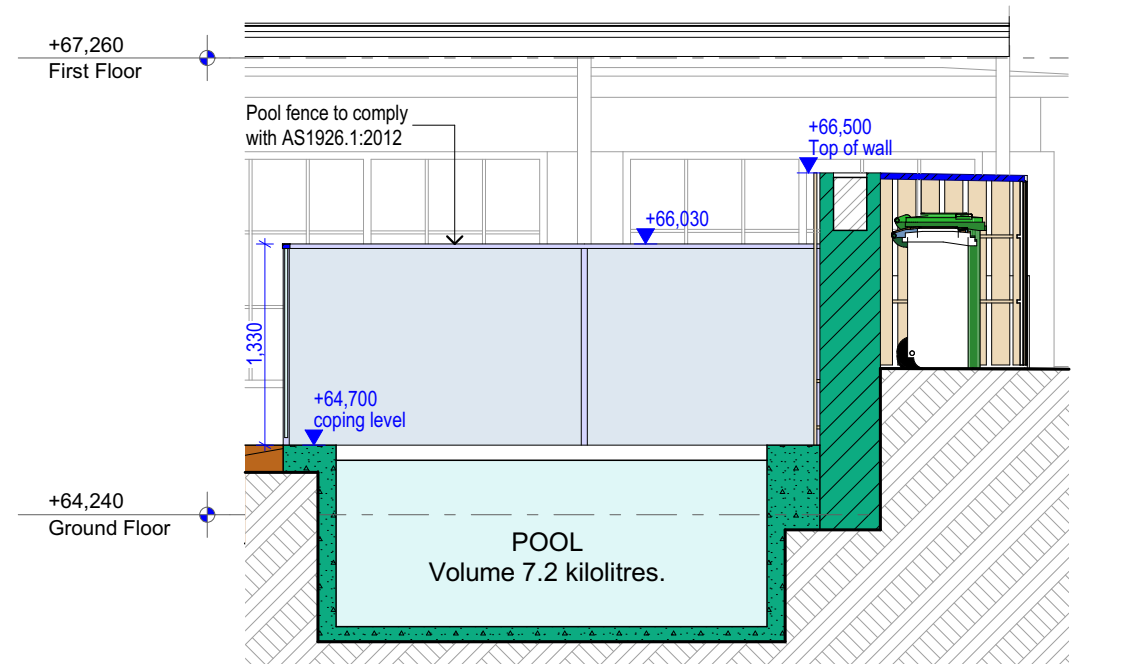 +67,260
First Floor
Pool fence to comply
with AS1926.1:2012
+66,500
Top of wall
+66,030
1,330
+64,700
coping level
+64,240
Ground Floor
POOL
Volume 7.2 kilolitres.